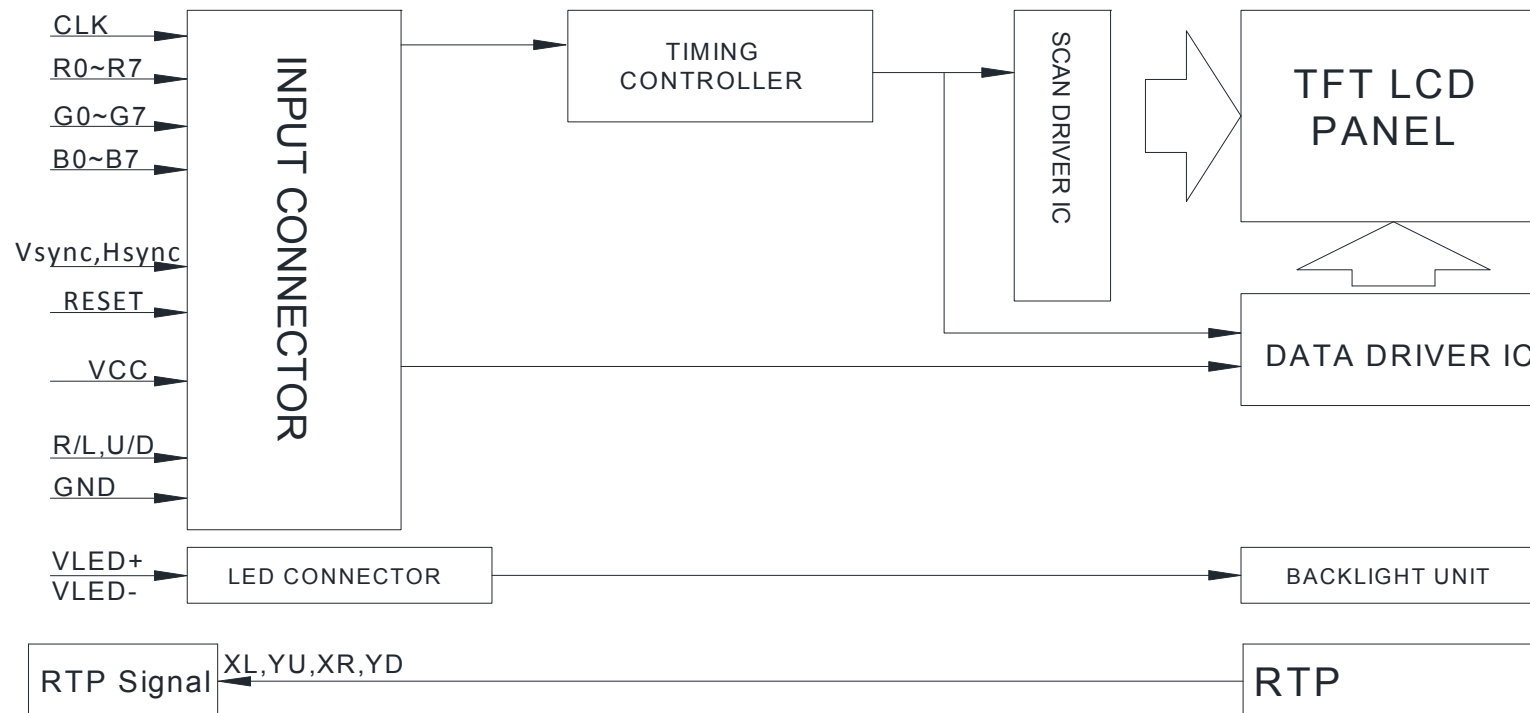 CLK
R0~R7
G0~G7
B0~B7
Vsync,Hsync
RESET
VCC
R/L,U/D
GND
INPUT CONNECTOR
TIMING
CONTROLLER
SCAN DRIVER IC
TFT LCD
PANEL
DATA DRIVER IC
VLED+
VLED-
LED CONNECTOR
BACKLIGHT UNIT
RTP Signal
XL,YU,XR,YD
RTP